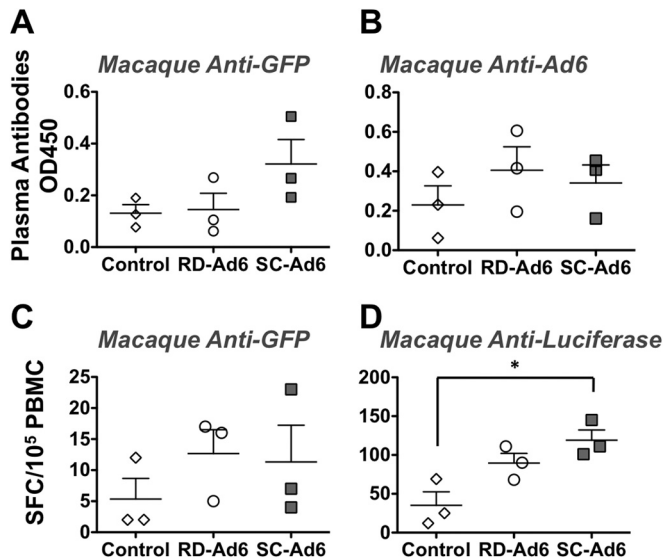 A
Macaque Anti-GFP
Plasma Antibodies
OD450
0.6
0.4
0.2
0.0
Control RD-Ad6 SC-Ad6
B
Macaque Anti-Ad6
0.8
0.6
0.4
0.2
0.0
Control RD-Ad6 SC-Ad6
C
Macaque Anti-GFP
SFC/10⁵ PBMC
25
20
15
10
5
0
Control RD-Ad6 SC-Ad6
D
Macaque Anti-Luciferase
*
200
150
100
50
0
Control RD-Ad6 SC-Ad6